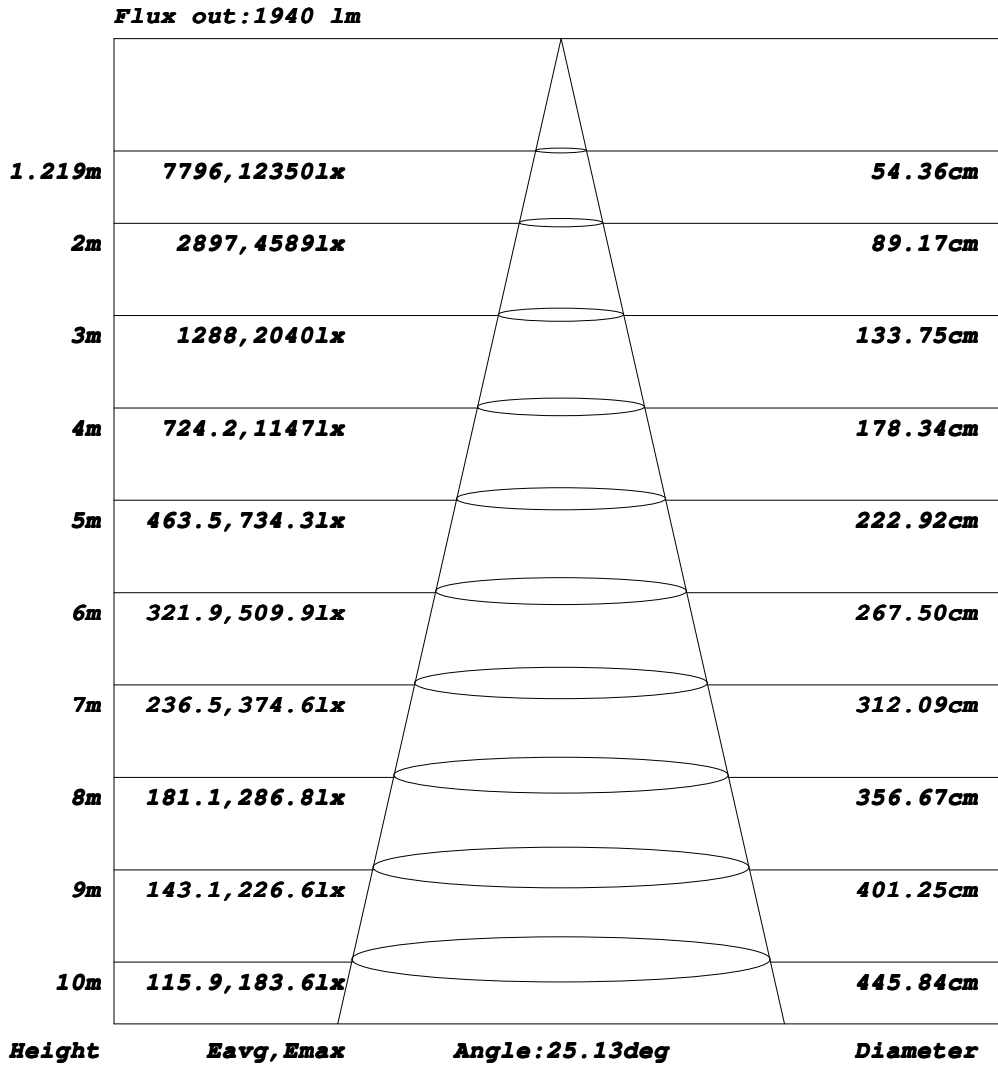 Flux out:1940 lm
1.219m 7796,12350lx 54.36cm
2m 2897,4589lx 89.17cm
3m 1288,2040lx 133.75cm
4m 724.2,1147lx 178.34cm
5m 463.5,734.3lx 222.92cm
6m 321.9,509.9lx 267.50cm
7m 236.5,374.6lx 312.09cm
8m 181.1,286.8lx 356.67cm
9m 143.1,226.6lx 401.25cm
10m 115.9,183.6lx 445.84cm
Height Eavg,Emax Angle:25.13deg Diameter